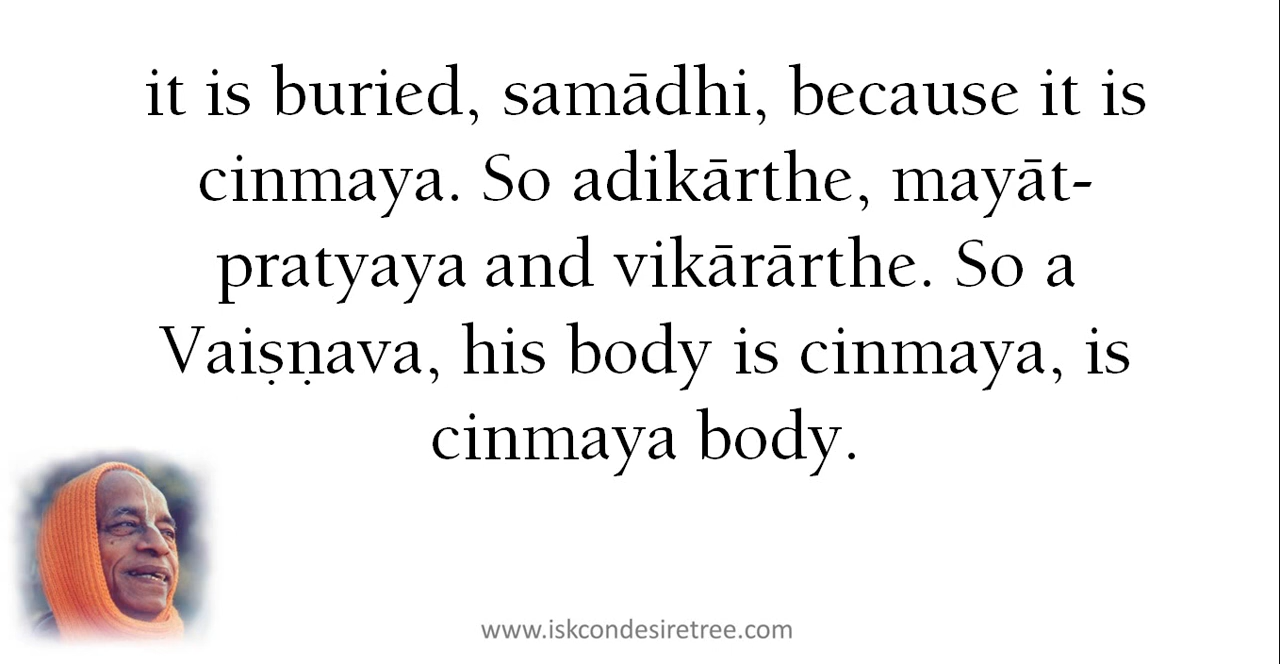 it is buried, samādhi, because it is
cinmaya. So adikārthe, mayāt-
pratyaya and vikārārthe. So a
Vaiṣṇava, his body is cinmaya, is
cinmaya body.
www.iskcondesiretree.com